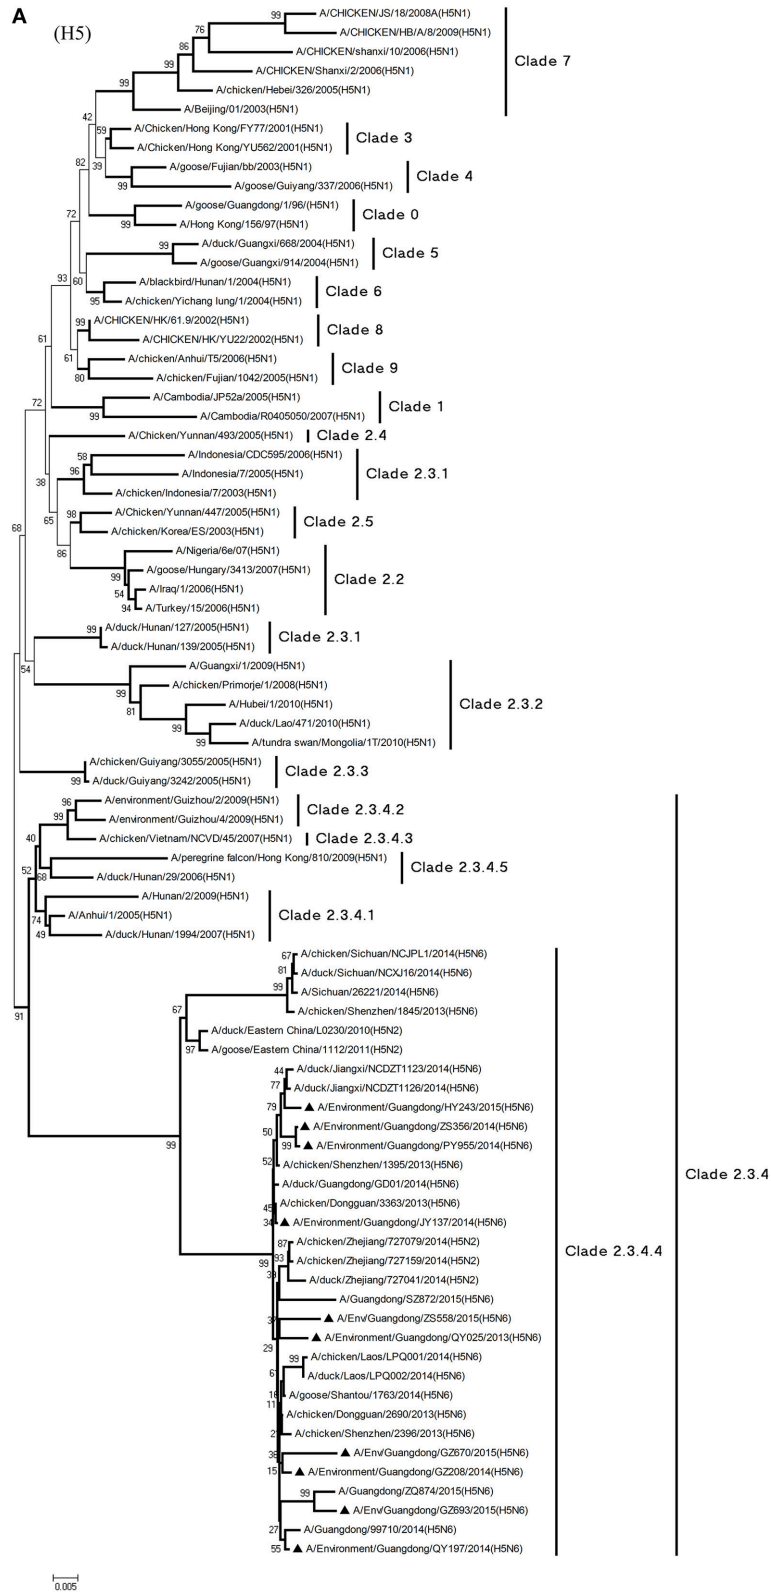 A
(H5)
99 A/CHICKEN/JS/18/2008A(H5N1)
76 A/CHICKEN/HB/A/8/2009(H5N1)
86 A/CHICKEN/shanxi/10/2006(H5N1)
99 A/CHICKEN/Shanxi/2/2006(H5N1)
Clade 7
99 A/chicken/Hebei/326/2005(H5N1)
A/Beijing/01/2003(H5N1)
42
59 A/Chicken/Hong Kong/FY77/2001(H5N1)
A/Chicken/Hong Kong/YU562/2001(H5N1)
Clade 3
82 39
A/goose/Fujian/bb/2003(H5N1)
99 A/goose/Guiyang/337/2006(H5N1)
Clade 4
72
A/goose/Guangdong/1/96/(H5N1)
99 A/Hong Kong/156/97(H5N1)
Clade 0
99 A/duck/Guangxi/668/2004(H5N1)
A/goose/Guangxi/914/2004(H5N1)
Clade 5
93 60
A/blackbird/Hunan/1/2004(H5N1)
95 A/chicken/Yichang lung/1/2004(H5N1)
Clade 6
99 A/CHICKEN/HK/61.9/2002(H5N1)
A/CHICKEN/HK/YU22/2002(H5N1)
Clade 8
61 61
A/chicken/Anhui/T5/2006(H5N1)
80 A/chicken/Fujian/1042/2005(H5N1)
Clade 9
72
A/Cambodia/JP52a/2005(H5N1)
99 A/Cambodia/R0405050/2007(H5N1)
Clade 1
A/Chicken/Yunnan/493/2005(H5N1)
Clade 2.4
38
58 A/Indonesia/CDC595/2006(H5N1)
96 A/Indonesia/7/2005(H5N1)
A/chicken/Indonesia/7/2003(H5N1)
Clade 2.3.1
65
98 A/Chicken/Yunnan/447/2005(H5N1)
A/chicken/Korea/ES/2003(H5N1)
Clade 2.5
68 86
A/Nigeria/6e/07(H5N1)
99 A/goose/Hungary/3413/2007(H5N1)
54 A/Iraq/1/2006(H5N1)
94 A/Turkey/15/2006(H5N1)
Clade 2.2
99 A/duck/Hunan/127/2005(H5N1)
A/duck/Hunan/139/2005(H5N1)
Clade 2.3.1
54
A/Guangxi/1/2009(H5N1)
99 A/chicken/Primorje/1/2008(H5N1)
81 A/Hubei/1/2010(H5N1)
99 A/duck/Lao/471/2010(H5N1)
99 A/tundra swan/Mongolia/1T/2010(H5N1)
Clade 2.3.2
A/chicken/Guiyang/3055/2005(H5N1)
99 A/duck/Guiyang/3242/2005(H5N1)
Clade 2.3.3
96 A/environment/Guizhou/2/2009(H5N1)
99 A/environment/Guizhou/4/2009(H5N1)
Clade 2.3.4.2
40 A/chicken/Vietnam/NCVD/45/2007(H5N1)
Clade 2.3.4.3
52 A/peregrine falcon/Hong Kong/810/2009(H5N1)
68 A/duck/Hunan/29/2006(H5N1)
Clade 2.3.4.5
A/Hunan/2/2009(H5N1)
74 A/Anhui/1/2005(H5N1)
49 A/duck/Hunan/1994/2007(H5N1)
Clade 2.3.4.1
91
67 A/chicken/Sichuan/NCJPL1/2014(H5N6)
81 A/duck/Sichuan/NCXJ16/2014(H5N6)
99 A/Sichuan/26221/2014(H5N6)
67 A/chicken/Shenzhen/1845/2013(H5N6)
A/duck/Eastern China/L0230/2010(H5N2)
97 A/goose/Eastern China/1112/2011(H5N2)
99
44 A/duck/Jiangxi/NCDZT1123/2014(H5N6)
77 A/duck/Jiangxi/NCDZT1126/2014(H5N6)
79 A/Environment/Guangdong/HY243/2015(H5N6)
50 A/Environment/Guangdong/ZS356/2014(H5N6)
99 A/Environment/Guangdong/PY955/2014(H5N6)
52 A/chicken/Shenzhen/1395/2013(H5N6)
Clade 2.3.4
A/duck/Guangdong/GD01/2014(H5N6)
45 A/chicken/Dongguan/3363/2013(H5N6)
34 A/Environment/Guangdong/JY137/2014(H5N6)
87 A/chicken/Zhejiang/727079/2014(H5N2)
Clade 2.3.4.4
99 93 A/chicken/Zhejiang/727159/2014(H5N2)
39 A/duck/Zhejiang/727041/2014(H5N2)
A/Guangdong/SZ872/2015(H5N6)
A/Env/Guangdong/ZS558/2015(H5N6)
A/Environment/Guangdong/QY025/2013(H5N6)
29
99 A/chicken/Laos/LPQ001/2014(H5N6)
A/duck/Laos/LPQ002/2014(H5N6)
A/goose/Shantou/1763/2014(H5N6)
11
A/chicken/Dongguan/2690/2013(H5N6)
A/chicken/Shenzhen/2396/2013(H5N6)
A/Env/Guangdong/GZ670/2015(H5N6)
15 A/Environment/Guangdong/GZ208/2014(H5N6)
99 A/Guangdong/ZQ874/2015(H5N6)
A/Env/Guangdong/GZ693/2015(H5N6)
27 A/Guangdong/99710/2014(H5N6)
55 A/Environment/Guangdong/QY197/2014(H5N6)
0.005